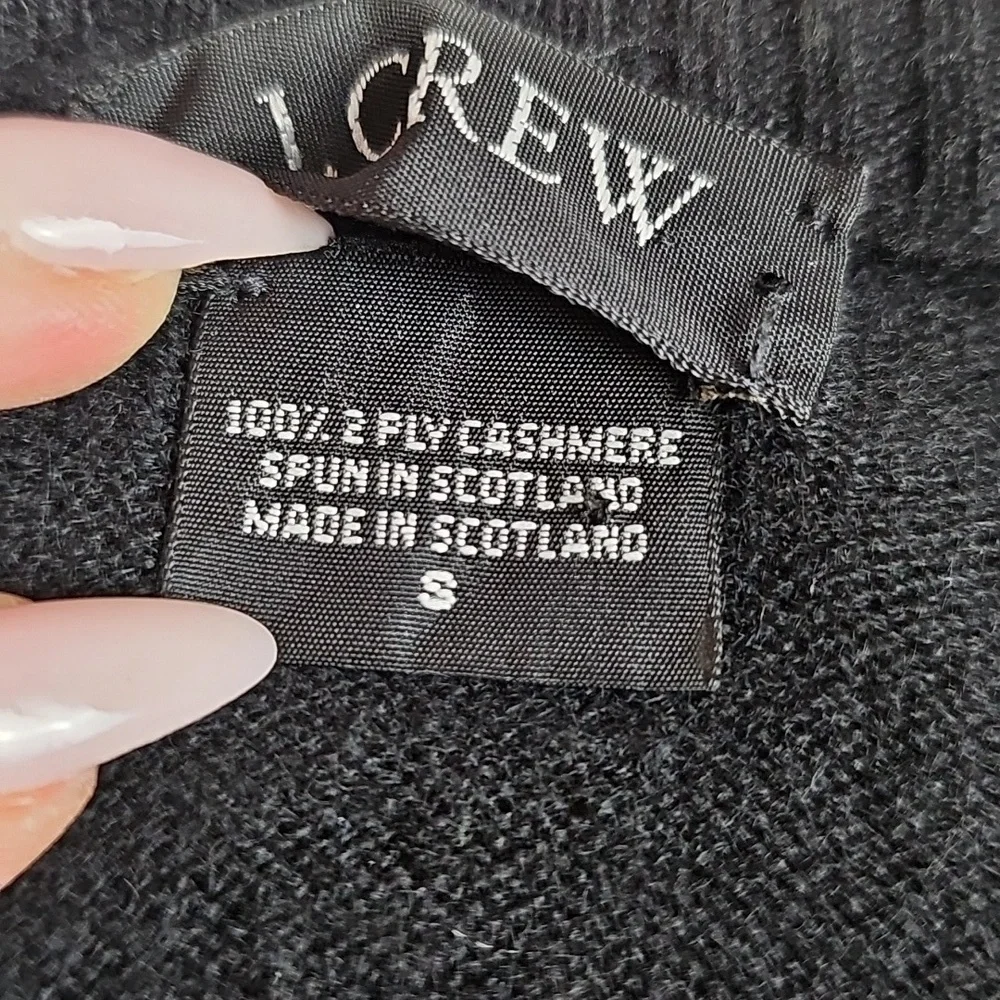 J.CREW
100% 2 PLY CASHMERE
SPUN IN SCOTLAND
MADE IN SCOTLAND
S